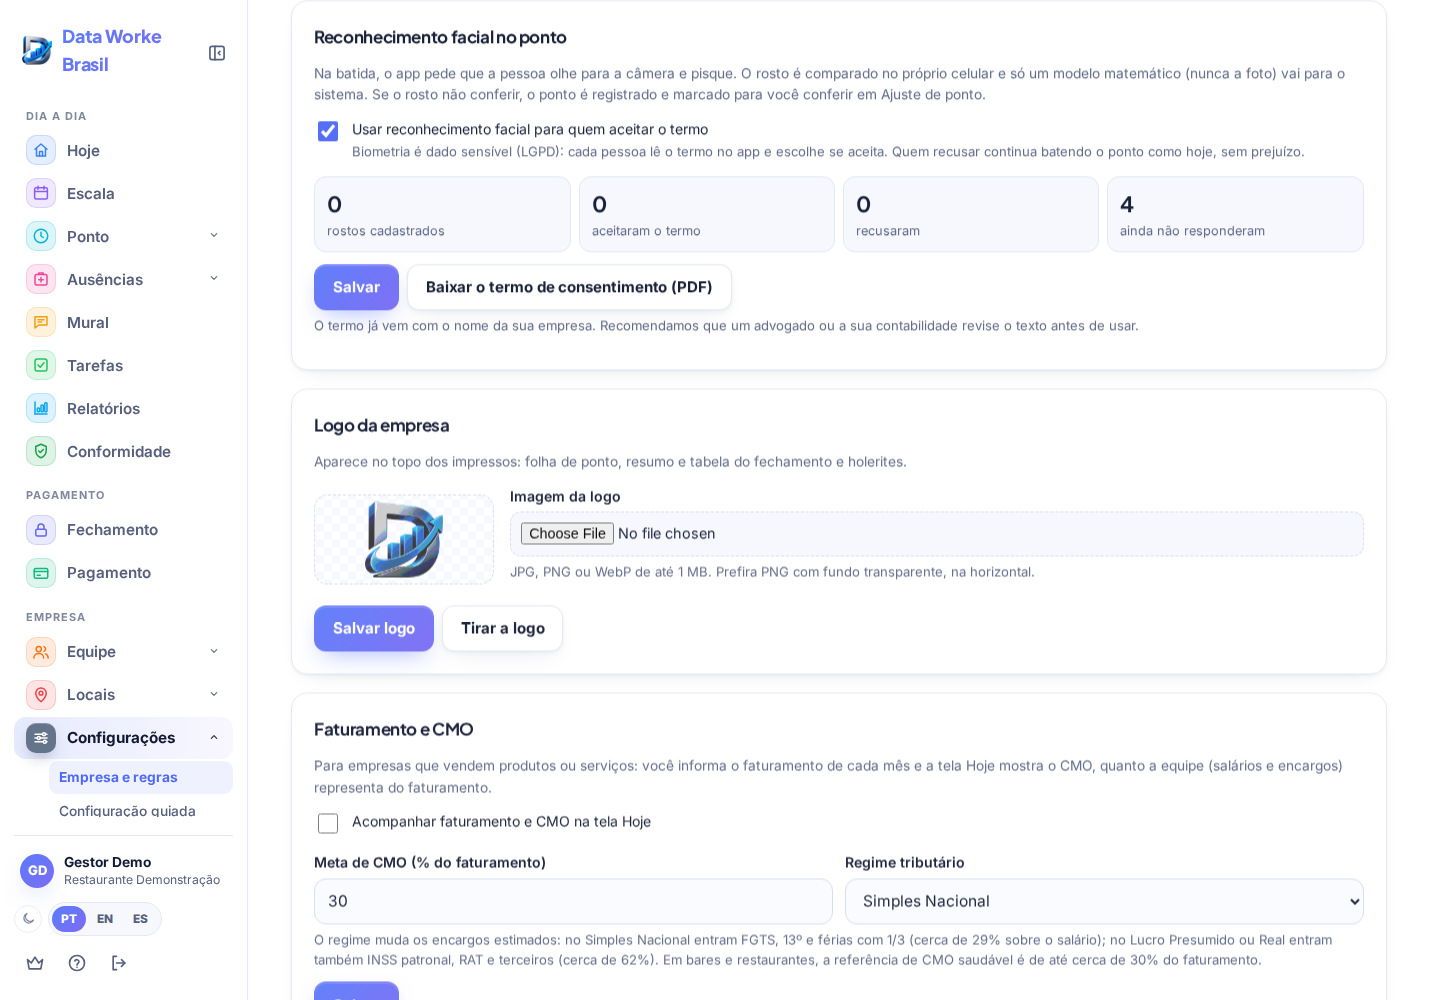 Data Worke
Brasil
DIA A DIA
Hoje
Escala
Ponto
Ausências
Mural
Tarefas
Relatórios
Conformidade
PAGAMENTO
Fechamento
Pagamento
EMPRESA
Equipe
Locais
Configurações
Empresa e regras
Configuração guiada
GD
Gestor Demo
Restaurante Demonstração
PT EN ES
Reconhecimento facial no ponto
Na batida, o app pede que a pessoa olhe para a câmera e pisque. O rosto é comparado no próprio celular e só um modelo matemático (nunca a foto) vai para o
sistema. Se o rosto não conferir, o ponto é registrado e marcado para você conferir em Ajuste de ponto.
Usar reconhecimento facial para quem aceitar o termo
Biometria é dado sensível (LGPD): cada pessoa lê o termo no app e escolhe se aceita. Quem recusar continua batendo o ponto como hoje, sem prejuízo.
0
rostos cadastrados
0
aceitaram o termo
0
recusaram
4
ainda não responderam
Salvar
Baixar o termo de consentimento (PDF)
O termo já vem com o nome da sua empresa. Recomendamos que um advogado ou a sua contabilidade revise o texto antes de usar.
Logo da empresa
Aparece no topo dos impressos: folha de ponto, resumo e tabela do fechamento e holerites.
Imagem da logo
Choose File No file chosen
JPG, PNG ou WebP de até 1 MB. Prefira PNG com fundo transparente, na horizontal.
Salvar logo
Tirar a logo
Faturamento e CMO
Para empresas que vendem produtos ou serviços: você informa o faturamento de cada mês e a tela Hoje mostra o CMO, quanto a equipe (salários e encargos)
representa do faturamento.
Acompanhar faturamento e CMO na tela Hoje
Meta de CMO (% do faturamento)
30
Regime tributário
Simples Nacional
O regime muda os encargos estimados: no Simples Nacional entram FGTS, 13º e férias com 1/3 (cerca de 29% sobre o salário); no Lucro Presumido ou Real entram
também INSS patronal, RAT e terceiros (cerca de 62%). Em bares e restaurantes, a referência de CMO saudável é de até cerca de 30% do faturamento.